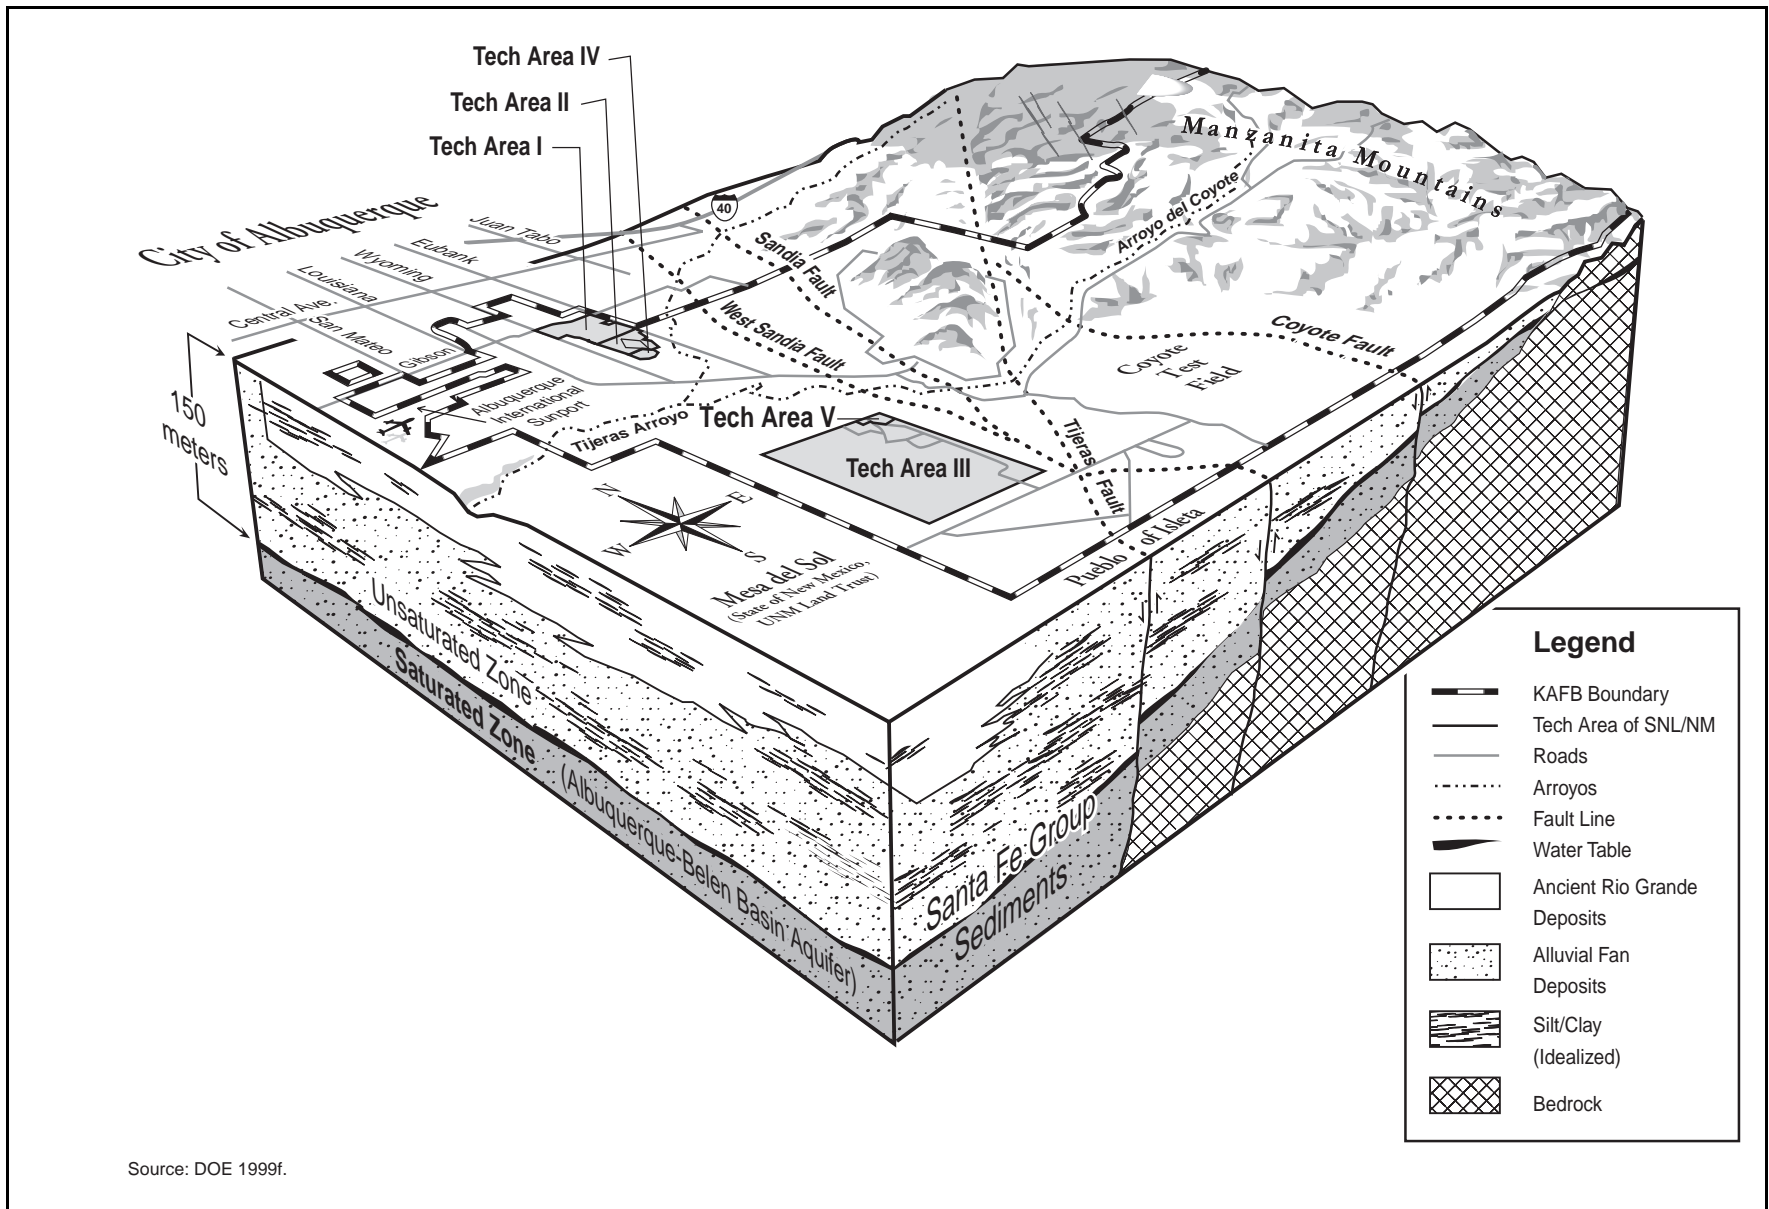 Tech Area IV
Tech Area II
Tech Area I
City of Albuquerque
40
Juan Tabo
Eubank
Wyoming
Louisiana
Central Ave.
San Mateo
Gibson
Albuquerque
International
Sunport
Manzanita Mountains
Arroyo del Coyote
Sandia Fault
West Sandia Fault
Coyote Fault
Coyote
Test
Field
Tijeras Arroyo
Tech Area V
Tech Area III
Tijeras Fault
Pueblo of Isleta
N
E
W
S
Mesa del Sol
(State of New Mexico,
UNM Land Trust)
150
meters
Unsaturated Zone
Saturated Zone (Albuquerque-Belen Basin Aquifer)
Santa Fe Group
Sediments
Legend
KAFB Boundary
Tech Area of SNL/NM
Roads
Arroyos
Fault Line
Water Table
Ancient Rio Grande
Deposits
Alluvial Fan
Deposits
Silt/Clay
(Idealized)
Bedrock
Source: DOE 1999f.